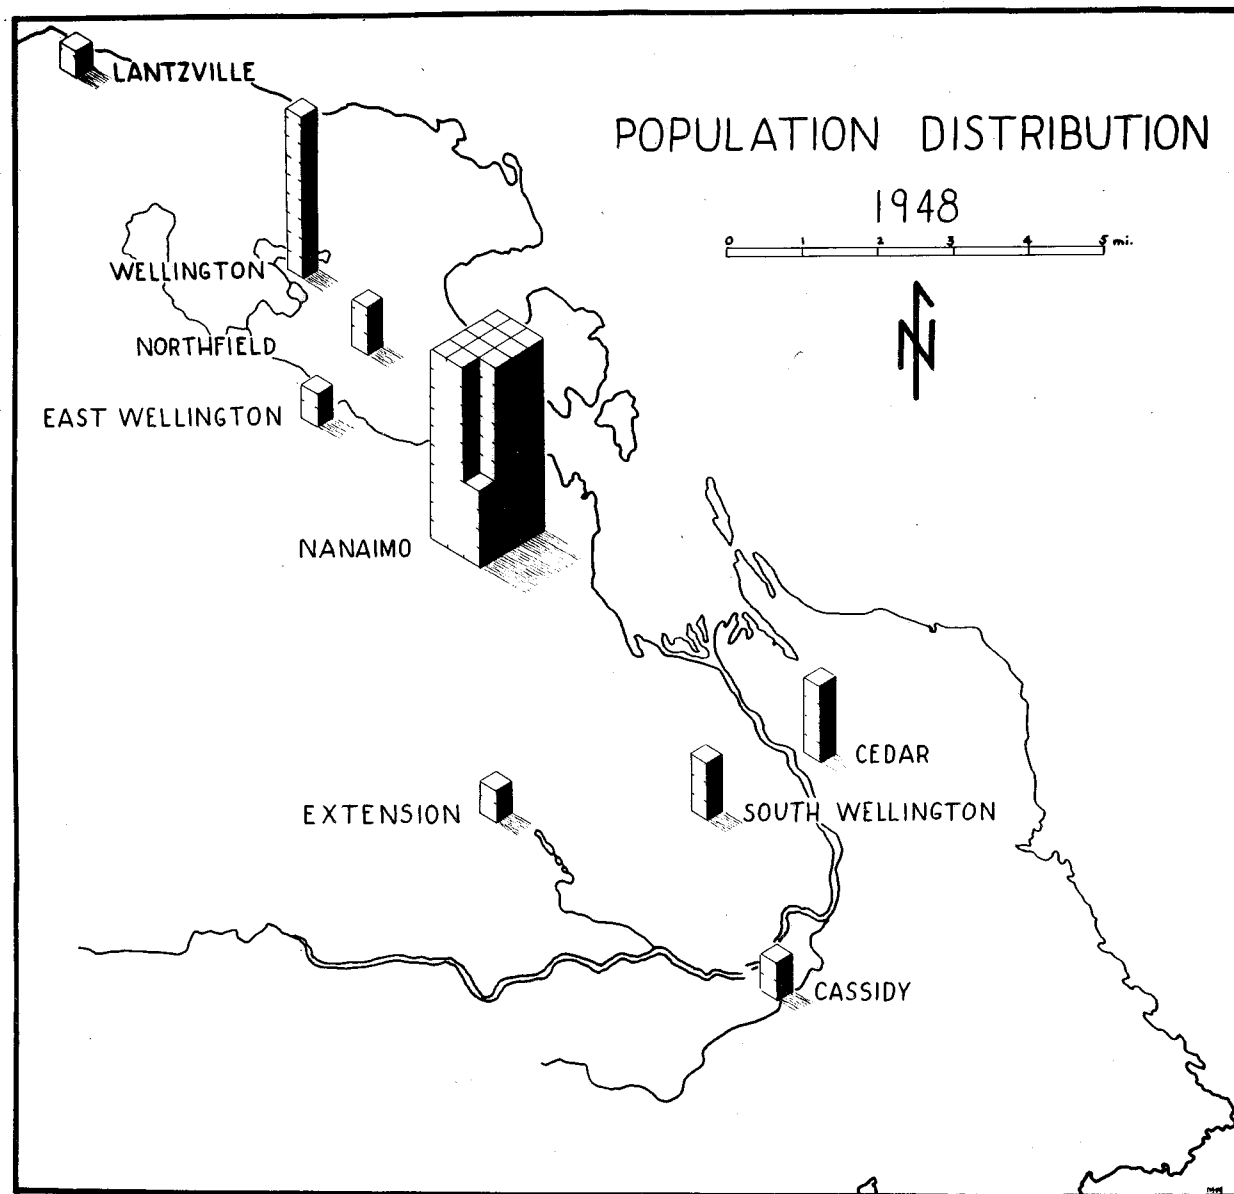 LANTZVILLE
POPULATION DISTRIBUTION
1948
0 1 2 3 4 5 mi.
WELLINGTON
N
NORTHFIELD
EAST WELLINGTON
NANAIMO
CEDAR
EXTENSION
SOUTH WELLINGTON
CASSIDY